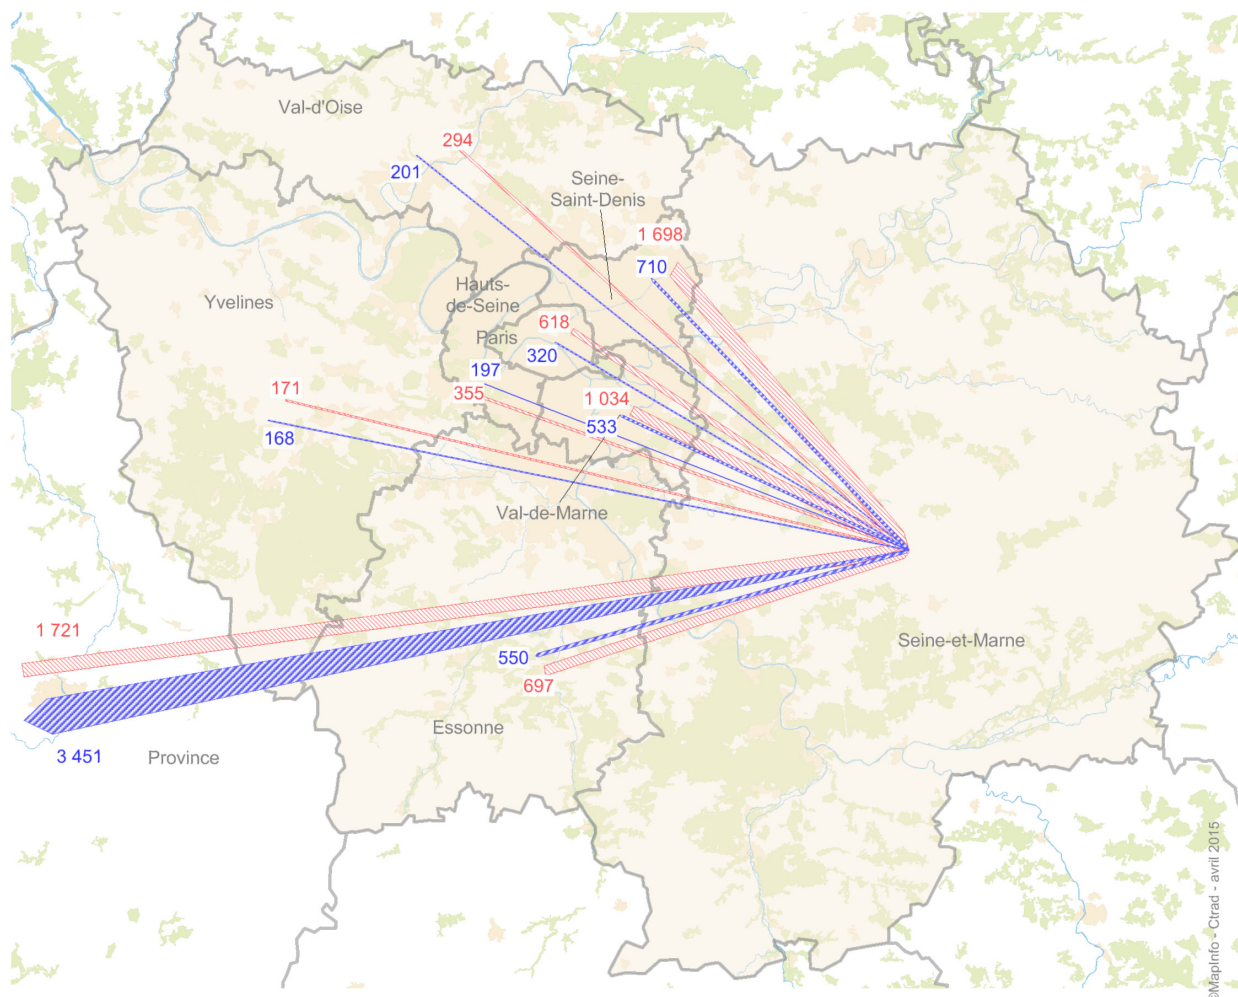 Val-d'Oise
294
201
Seine-
Saint-Denis
1 698
710
Hauts-
de-Seine
Yvelines
618
Paris
320
197
171
355
1 034
168
533
Val-de-Marne
1 721
Seine-et-Marne
550
697
Essonne
3 451
Province
©MapInfo - Ctrad - avril 2015